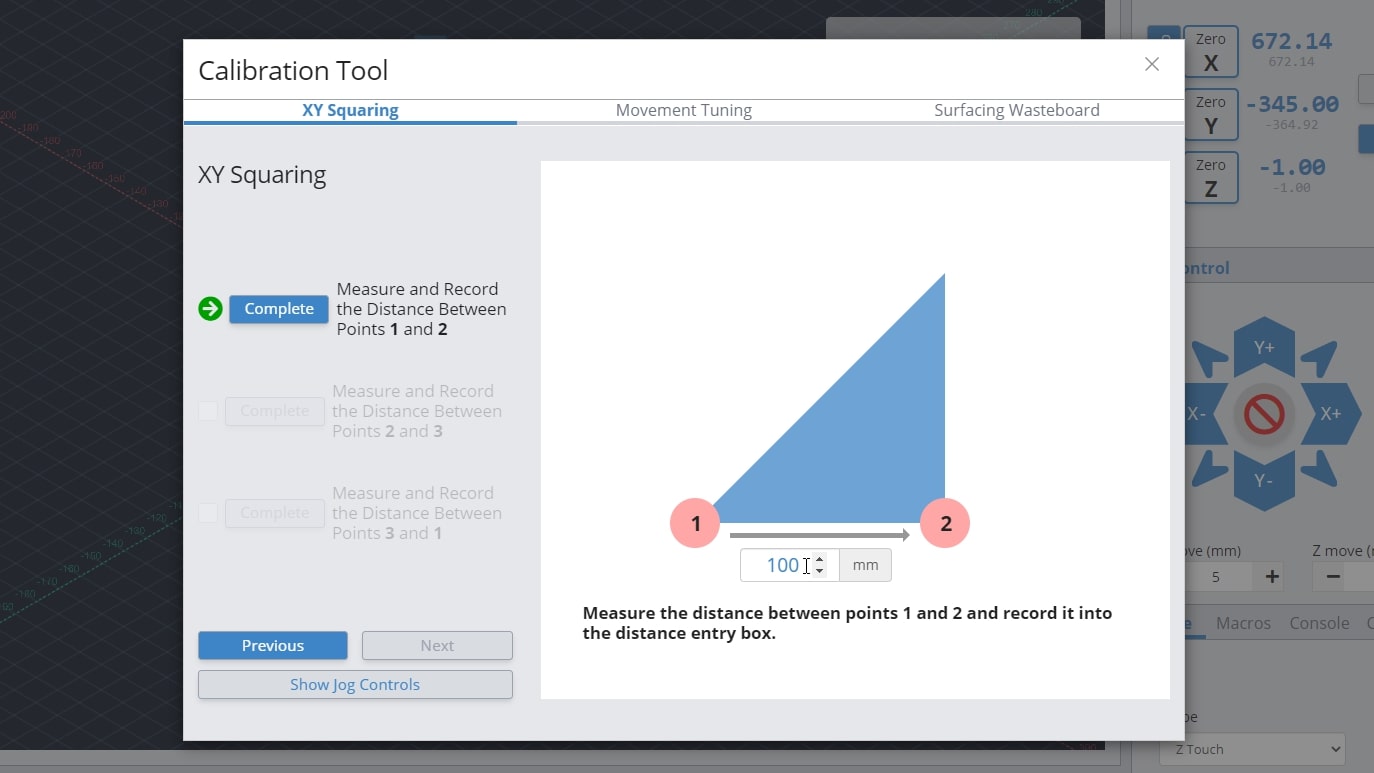 Calibration Tool
XY Squaring
Movement Tuning
Surfacing Wasteboard
XY Squaring
Complete
Measure and Record
the Distance Between
Points 1 and 2
Complete
Measure and Record
the Distance Between
Points 2 and 3
Complete
Measure and Record
the Distance Between
Points 3 and 1
Previous
Next
Show Jog Controls
1
2
100
mm
Measure the distance between points 1 and 2 and record it into
the distance entry box.
Zero
X
672.14
672.14
Zero
Y
-345.00
-364.92
Zero
Z
-1.00
-1.00
ontrol
Y+
X-
X+
Y-
ove (mm)
Z move (
5
Macros
Console
Z Touch